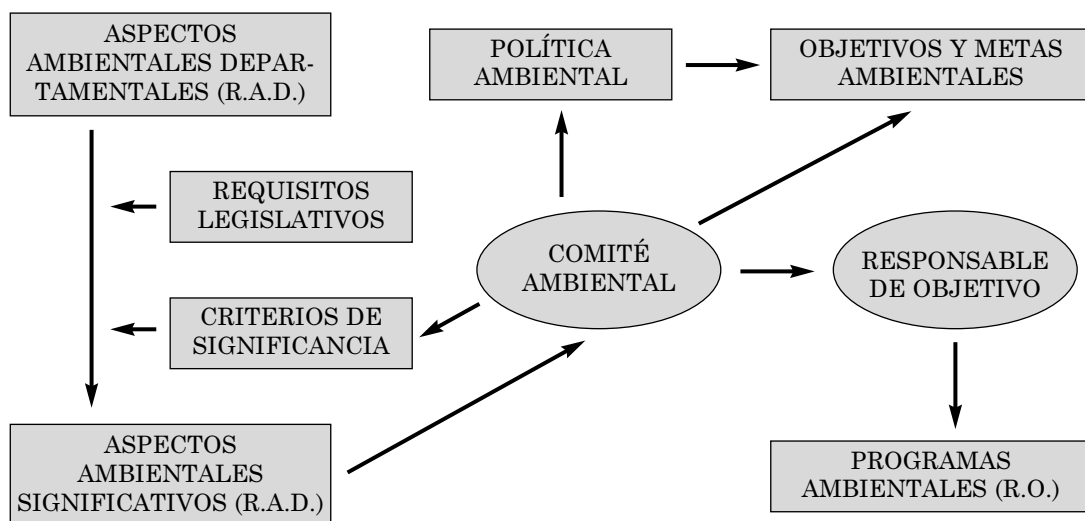 ASPECTOS
AMBIENTALES DEPAR-
TAMENTALES (R.A.D.)
POLÍTICA
AMBIENTAL
OBJETIVOS Y METAS
AMBIENTALES
REQUISITOS
LEGISLATIVOS
COMITÉ
AMBIENTAL
RESPONSABLE
DE OBJETIVO
CRITERIOS DE
SIGNIFICANCIA
ASPECTOS
AMBIENTALES
SIGNIFICATIVOS (R.A.D.)
PROGRAMAS
AMBIENTALES (R.O.)